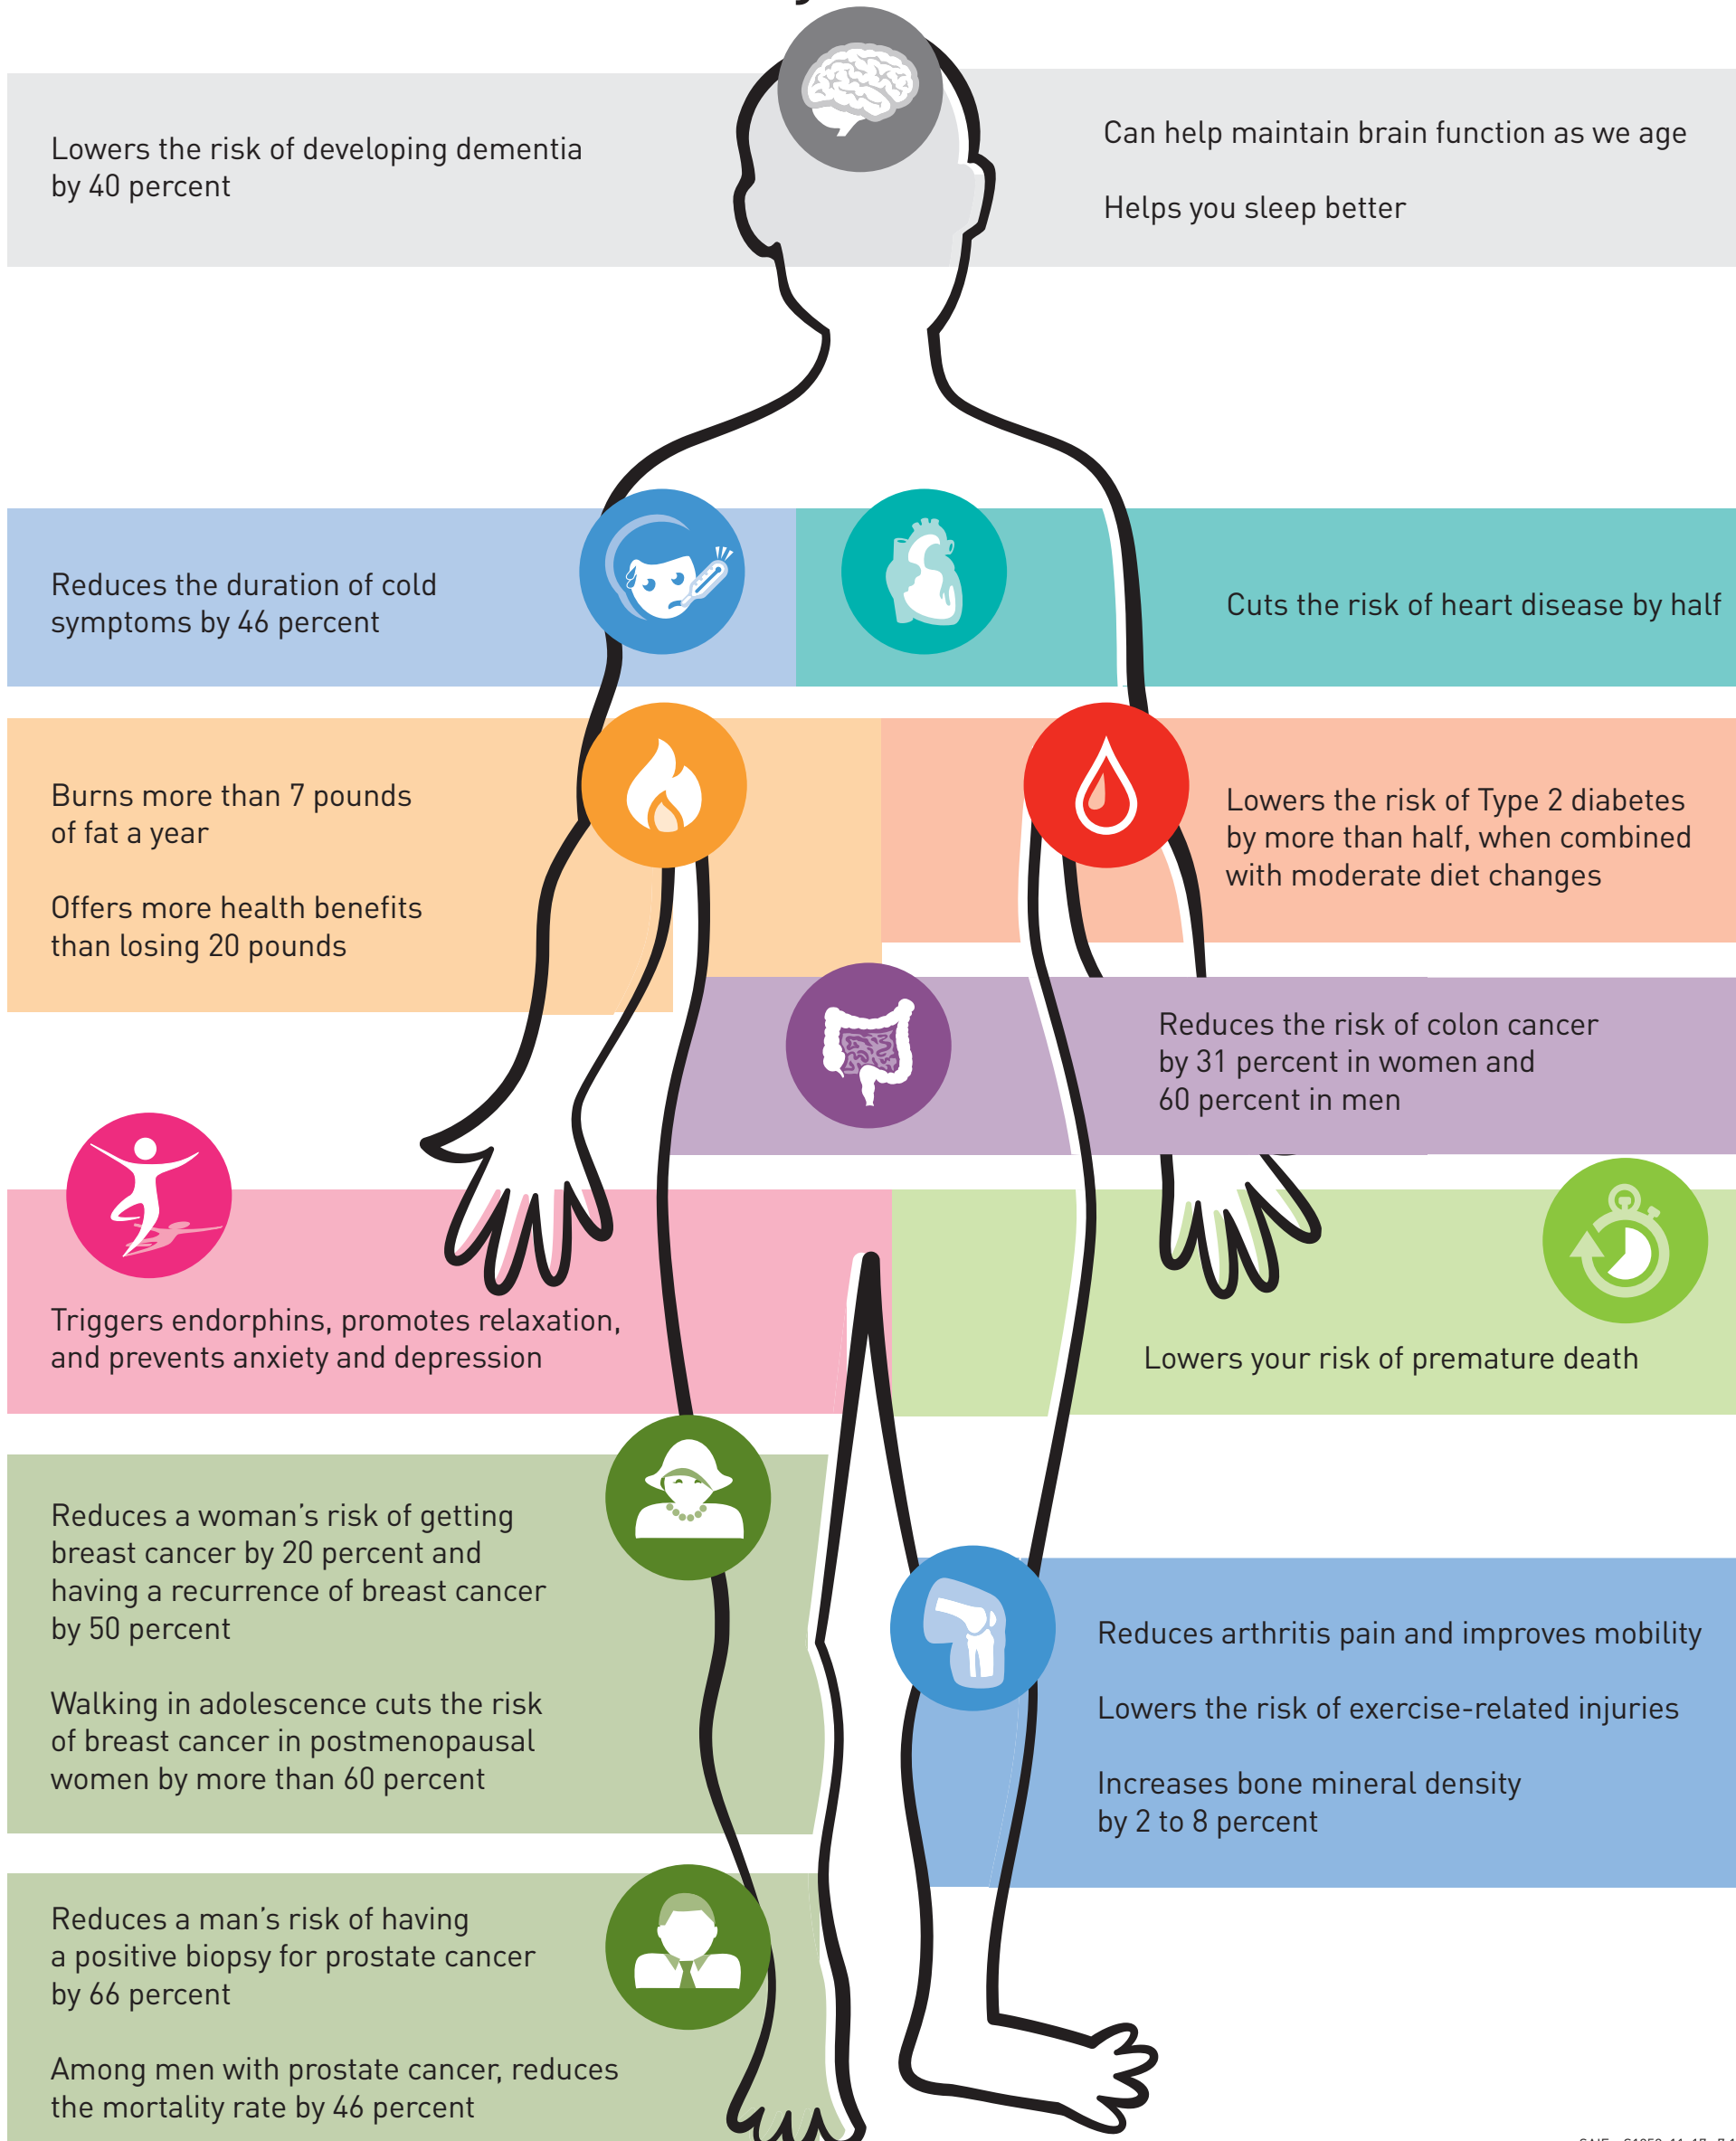 Lowers the risk of developing dementia
by 40 percent
Can help maintain brain function as we age
Helps you sleep better
Reduces the duration of cold
symptoms by 46 percent
Cuts the risk of heart disease by half
Burns more than 7 pounds
of fat a year
Offers more health benefits
than losing 20 pounds
Lowers the risk of Type 2 diabetes
by more than half, when combined
with moderate diet changes
Reduces the risk of colon cancer
by 31 percent in women and
60 percent in men
Triggers endorphins, promotes relaxation,
and prevents anxiety and depression
Lowers your risk of premature death
Reduces a woman's risk of getting
breast cancer by 20 percent and
having a recurrence of breast cancer
by 50 percent
Walking in adolescence cuts the risk
of breast cancer in postmenopausal
women by more than 60 percent
Reduces arthritis pain and improves mobility
Lowers the risk of exercise-related injuries
Increases bone mineral density
by 2 to 8 percent
Reduces a man's risk of having
a positive biopsy for prostate cancer
by 66 percent
Among men with prostate cancer, reduces
the mortality rate by 46 percent